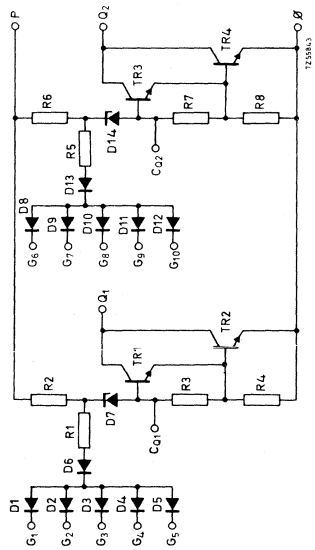 P
Q2
Ø
7Z55843
TR4
TR3
R6
D14
R7
R8
R5
CQ2
D13
D8
D9
D10
D11
D12
G6
G7
G8
G9
G10
Q1
TR2
TR1
R2
D7
R3
R4
R1
CQ1
D6
D1
D2
D3
D4
D5
G1
G2
G3
G4
G5